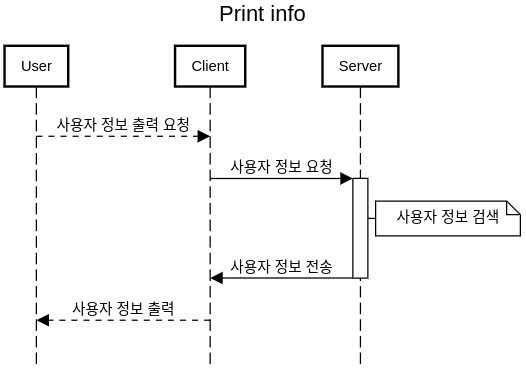 Print info
User
Client
Server
사용자 정보 출력 요청
사용자 정보 요청
사용자 정보 검색
사용자 정보 전송
사용자 정보 출력